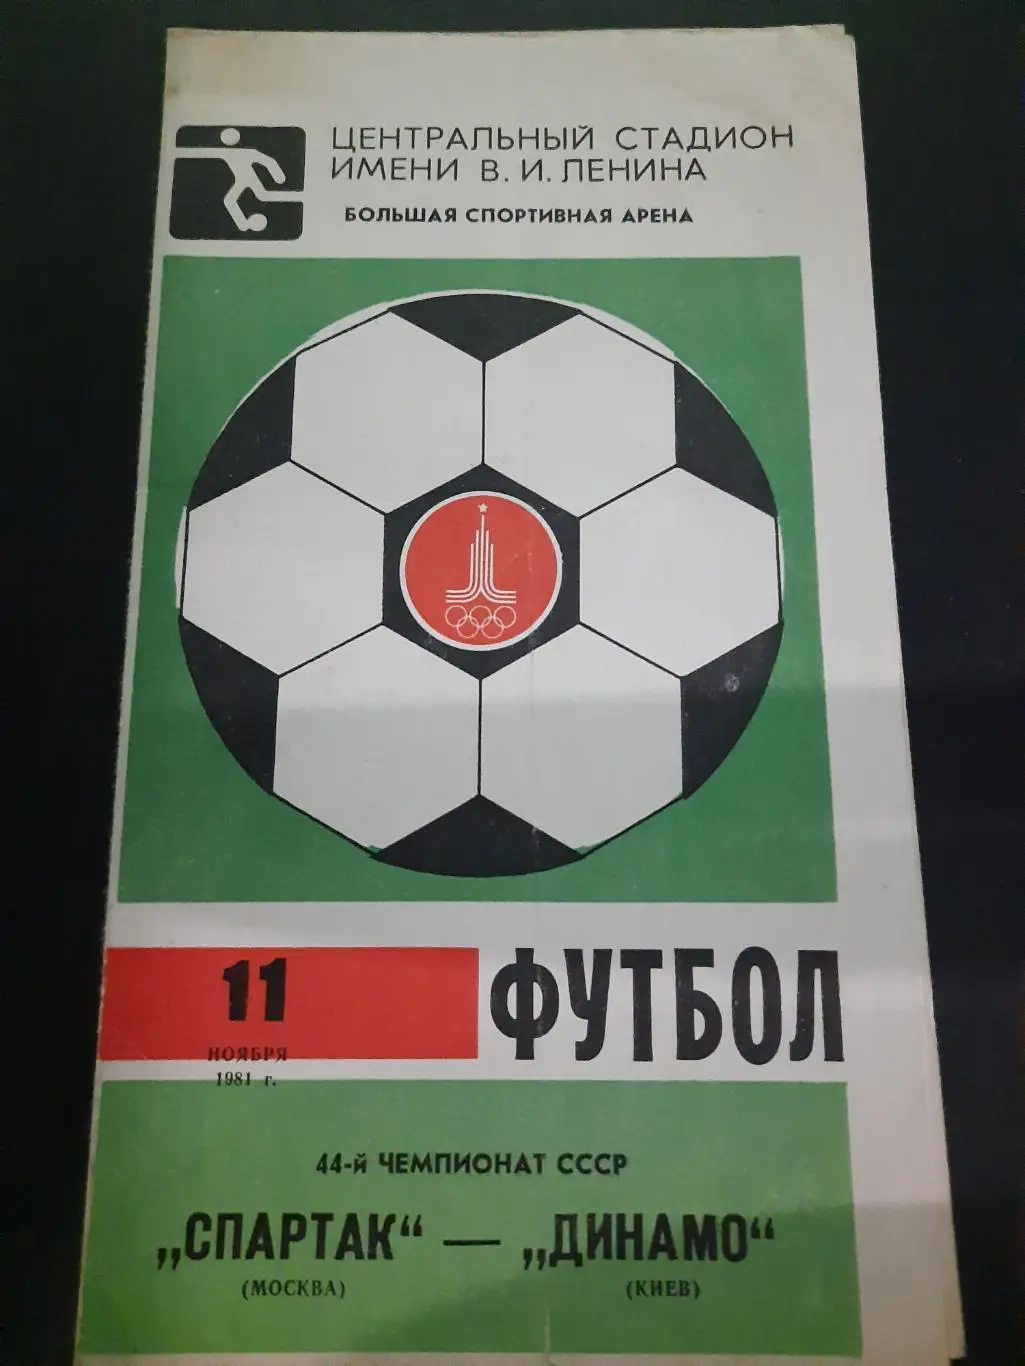 ЦЕНТРАЛЬНЫЙ СТАДИОН
ИМЕНИ В. И. ЛЕНИНА
БОЛЬШАЯ СПОРТИВНАЯ АРЕНА
11
НОЯБРЯ
1981 г.
ФУТБОЛ
44-й ЧЕМПИОНАТ СССР
„СПАРТАК“ — „ДИНАМО“
(МОСКВА) (КИЕВ)